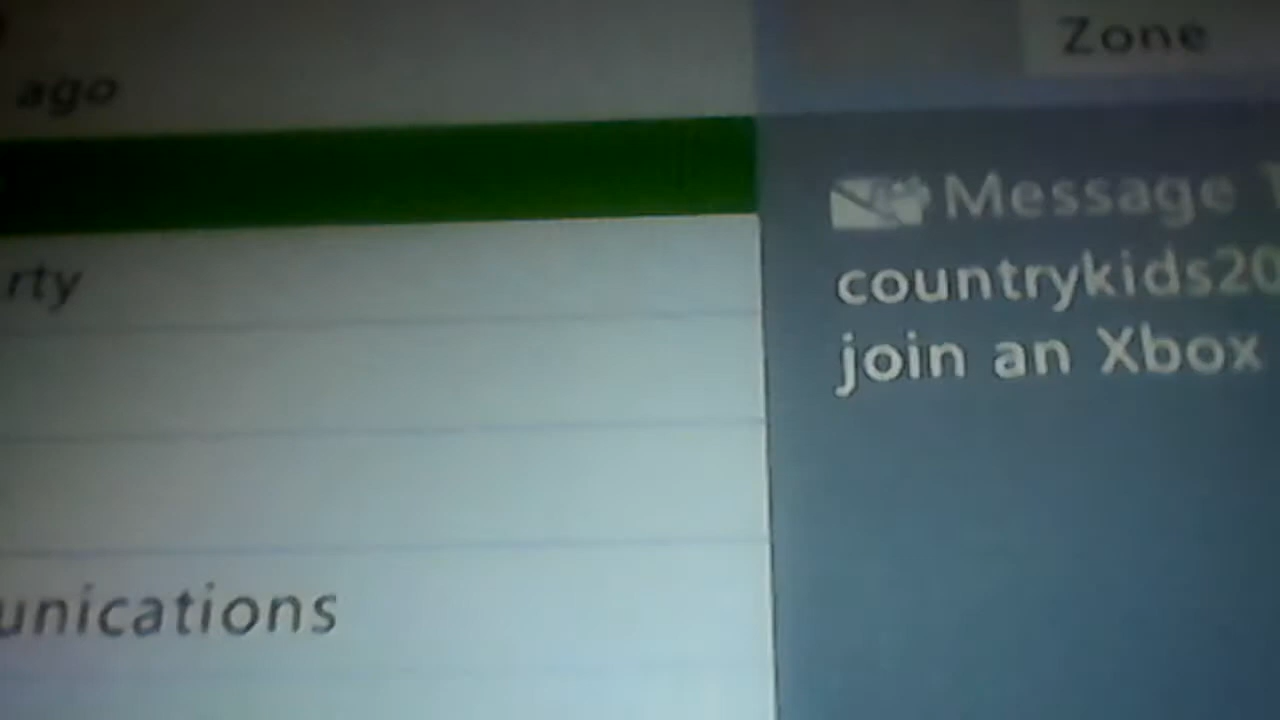 ago
Zone
Message
countrykids20
rty
join an Xbox
unications